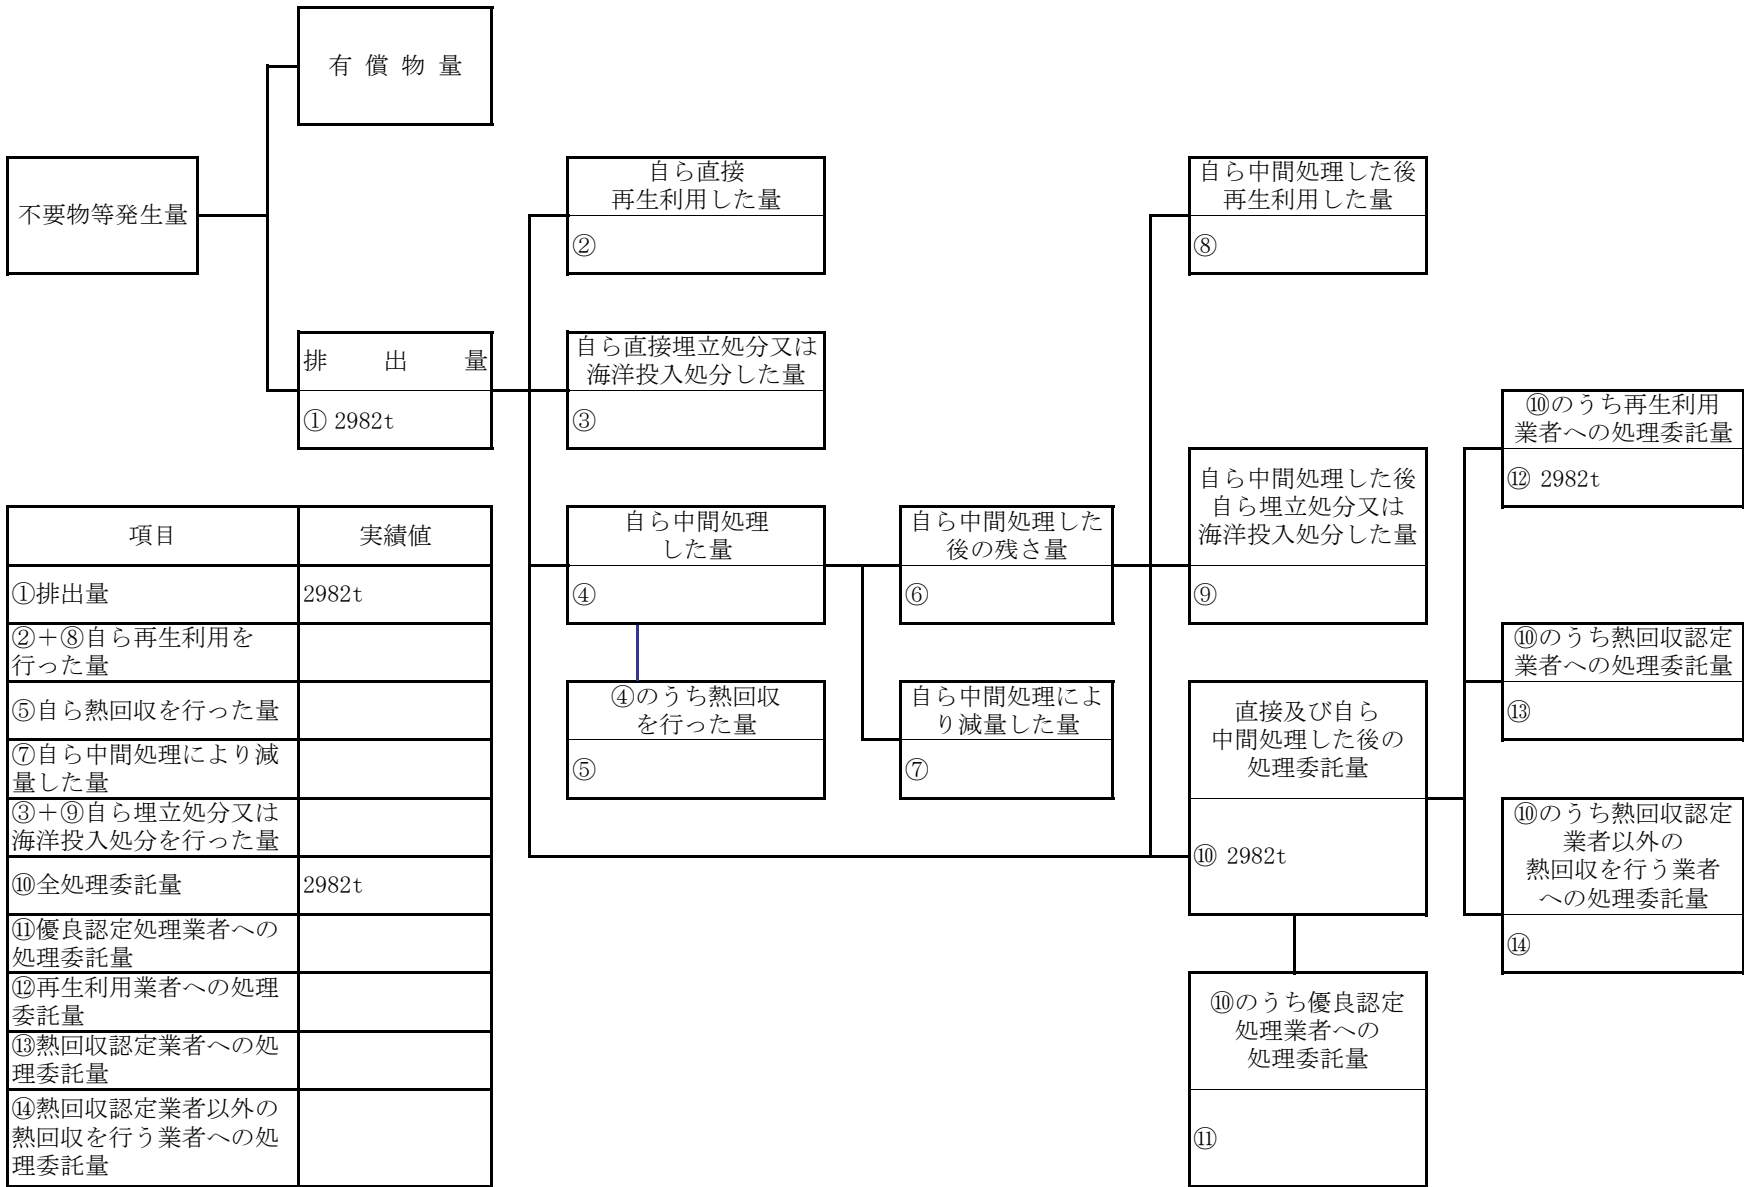 有償物量
不要物等発生量
自ら直接
再生利用した量
②
自ら中間処理した後
再生利用した量
⑧
排出量
① 2982t
自ら直接埋立処分又は
海洋投入処分した量
③
⑩のうち再生利用
業者への処理委託量
⑫ 2982t
自ら中間処理した後
自ら埋立処分又は
海洋投入処分した量
⑨
自ら中間処理
した量
④
自ら中間処理した
後の残さ量
⑥
⑩のうち熱回収認定
業者への処理委託量
⑬
④のうち熱回収
を行った量
⑤
自ら中間処理によ
り減量した量
⑦
直接及び自ら
中間処理した後の
処理委託量
⑩ 2982t
⑩のうち熱回収認定
業者以外の
熱回収を行う業者
への処理委託量
⑭
⑩のうち優良認定
処理業者への
処理委託量
⑪
項目 実績値
①排出量 2982t
②＋⑧自ら再生利用を
行った量
⑤自ら熱回収を行った量
⑦自ら中間処理により減
量した量
③＋⑨自ら埋立処分又は
海洋投入処分を行った量
⑩全処理委託量 2982t
⑪優良認定処理業者への
処理委託量
⑫再生利用業者への処理
委託量
⑬熱回収認定業者への処
理委託量
⑭熱回収認定業者以外の
熱回収を行う業者への処
理委託量